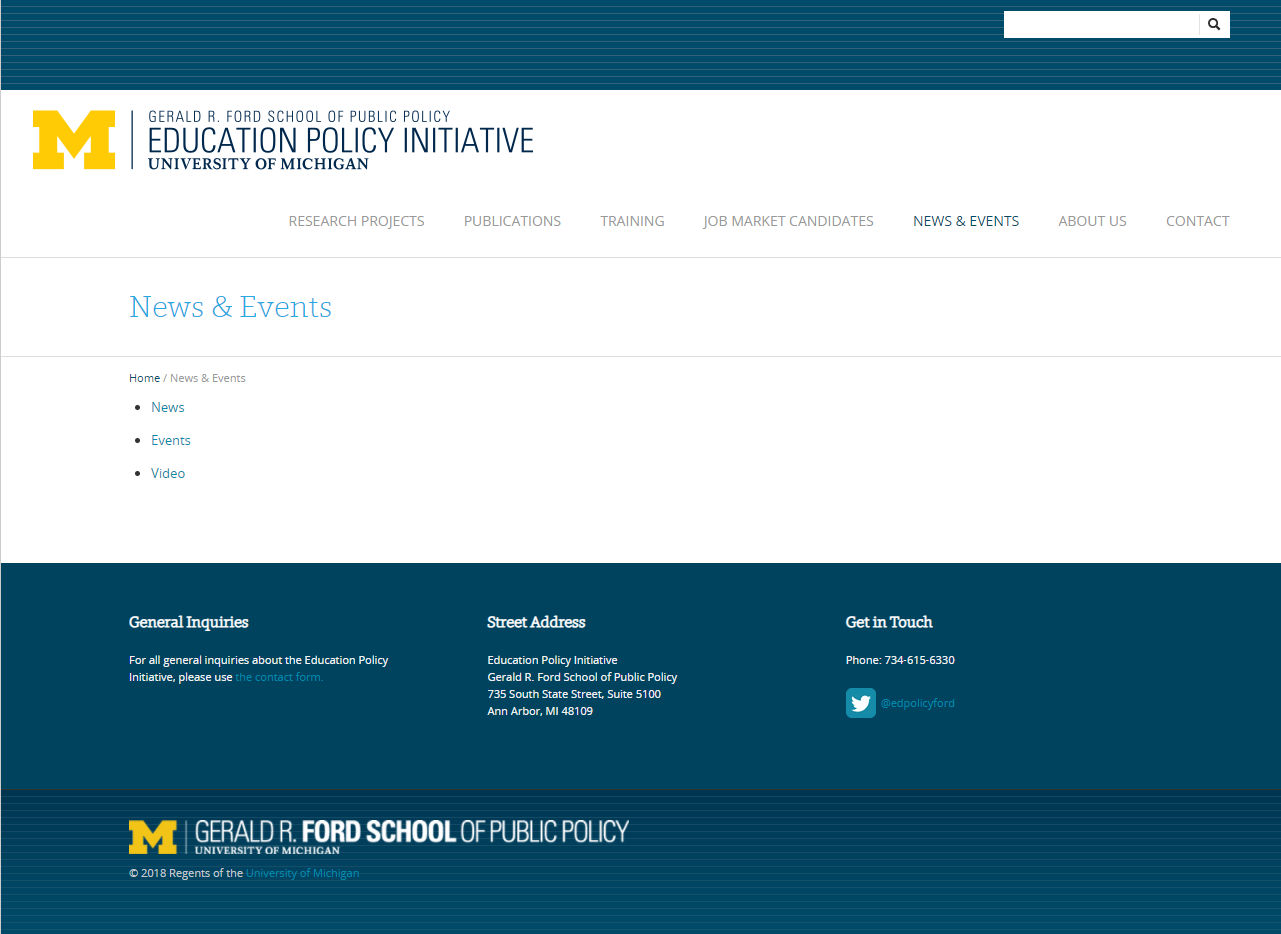 M
GERALD R. FORD SCHOOL OF PUBLIC POLICY
EDUCATION POLICY INITIATIVE
UNIVERSITY OF MICHIGAN
RESEARCH PROJECTS PUBLICATIONS TRAINING JOB MARKET CANDIDATES NEWS & EVENTS ABOUT US CONTACT
News & Events
Home / News & Events
• News
• Events
• Video
General Inquiries
For all general inquiries about the Education Policy
Initiative, please use the contact form.
Street Address
Education Policy Initiative
Gerald R. Ford School of Public Policy
735 South State Street, Suite 5100
Ann Arbor, MI 48109
Get in Touch
Phone: 734-615-6330
@edpolicyford
M
GERALD R. FORD SCHOOL OF PUBLIC POLICY
UNIVERSITY OF MICHIGAN
© 2018 Regents of the University of Michigan